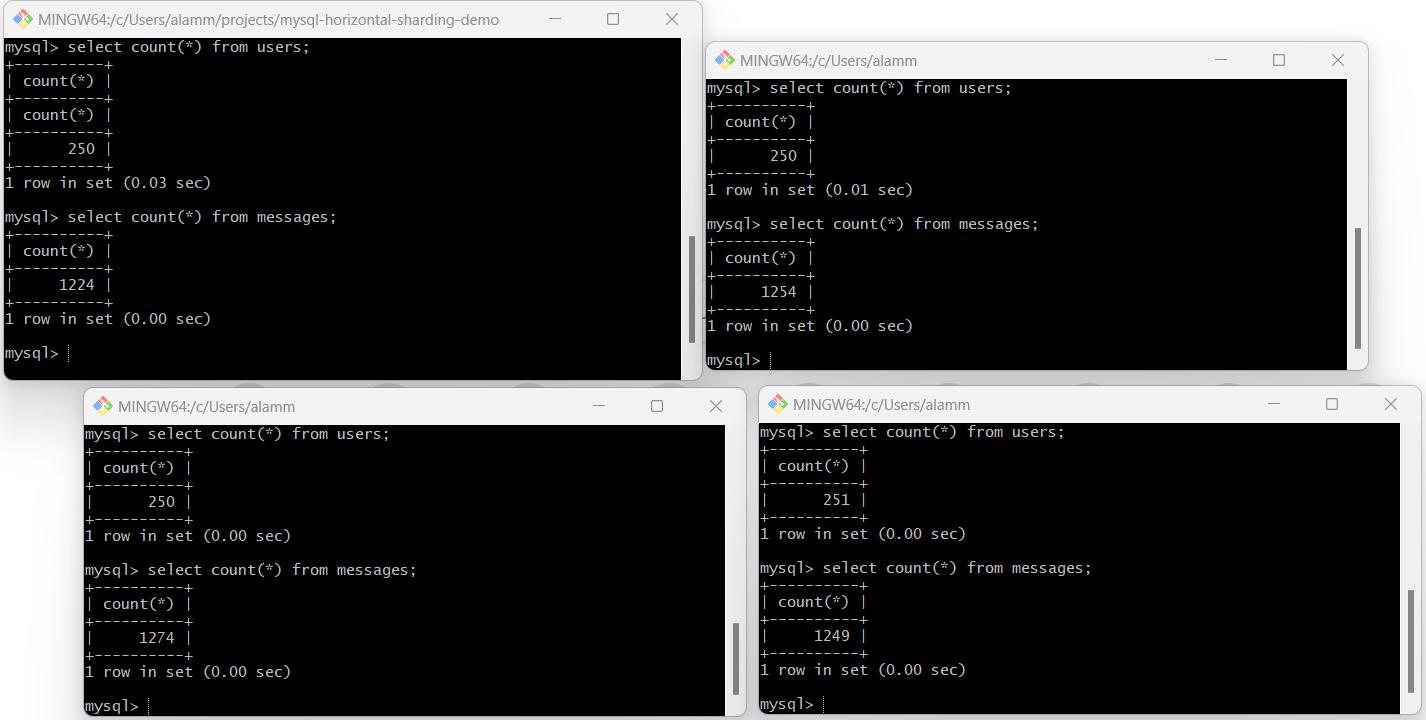 MINGW64:/c/Users/alamm/projects/mysql-horizontal-sharding-demo
mysql> select count(*) from users;
+----------+
| count(*) |
+----------+
| count(*) |
+----------+
|      250 |
+----------+
1 row in set (0.03 sec)
mysql> select count(*) from messages;
+----------+
| count(*) |
+----------+
|     1224 |
+----------+
1 row in set (0.00 sec)
mysql>
MINGW64:/c/Users/alamm
mysql> select count(*) from users;
+----------+
| count(*) |
+----------+
|      250 |
+----------+
1 row in set (0.01 sec)
mysql> select count(*) from messages;
+----------+
| count(*) |
+----------+
|     1254 |
+----------+
1 row in set (0.00 sec)
mysql>
MINGW64:/c/Users/alamm
mysql> select count(*) from users;
+----------+
| count(*) |
+----------+
|      250 |
+----------+
1 row in set (0.00 sec)
mysql> select count(*) from messages;
+----------+
| count(*) |
+----------+
|     1274 |
+----------+
1 row in set (0.00 sec)
mysql>
MINGW64:/c/Users/alamm
mysql> select count(*) from users;
+----------+
| count(*) |
+----------+
|      251 |
+----------+
1 row in set (0.00 sec)
mysql> select count(*) from messages;
+----------+
| count(*) |
+----------+
|     1249 |
+----------+
1 row in set (0.00 sec)
mysql>